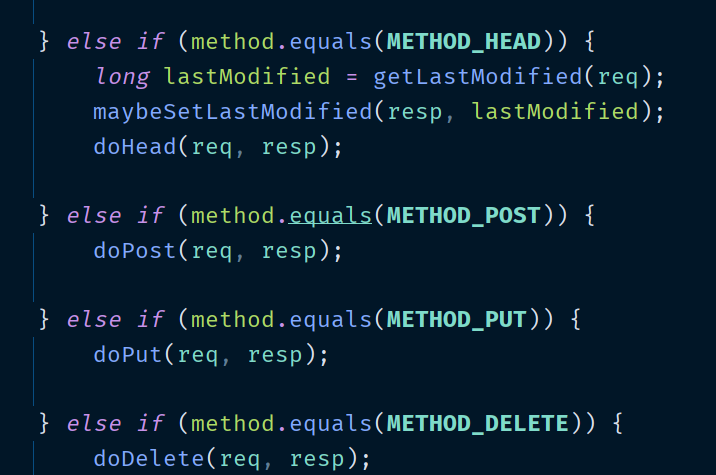 } else if (method.equals(METHOD_HEAD)) {
long lastModified = getLastModified(req);
maybeSetLastModified(resp, lastModified);
doHead(req, resp);
} else if (method.equals(METHOD_POST)) {
doPost(req, resp);
} else if (method.equals(METHOD_PUT)) {
doPut(req, resp);
} else if (method.equals(METHOD_DELETE)) {
doDelete(req, resp);